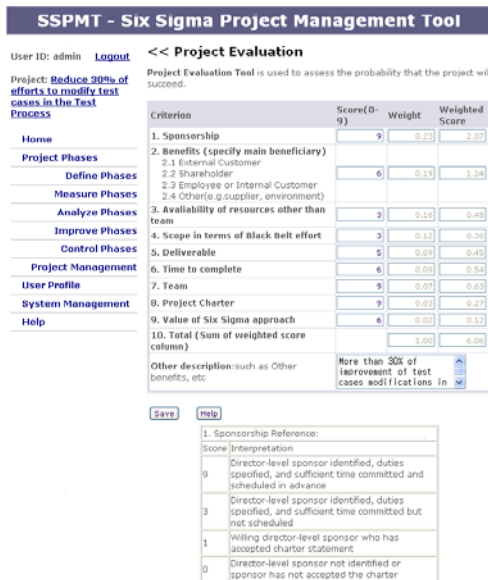 SSPMT - Six Sigma Project Management Tool
User ID: admin Logout
Project: Reduce 30% of
efforts to modify test
cases in the Test
Process
Home
Project Phases
Define Phases
Measure Phases
Analyze Phases
Improve Phases
Control Phases
Project Management
User Profile
System Management
Help
<< Project Evaluation
Project Evaluation Tool is used to assess the probability that the project wil
succeed.
Criterion Score(0-9) Weight Weighted Score
1. Sponsorship 9 0.23 2.07
2. Benefits (specify main beneficiary)
2.1 External Customer
2.2 Shareholder 6 0.19 1.14
2.3 Employee or Internal Customer
2.4 Other(e.g.supplier, environment)
3. Availability of resources other than
team 3 0.16 0.48
4. Scope in terms of Black Belt effort 3 0.12 0.36
5. Deliverable 5 0.09 0.45
6. Time to complete 6 0.09 0.54
7. Team 9 0.07 0.63
8. Project Charter 9 0.03 0.27
9. Value of Six Sigma approach 6 0.02 0.12
10. Total (Sum of weighted score
column) 1.00 6.06
Other description:such as Other
benefits, etc
More than 30% of
improvement of test
cases modifications in
Save Help
1. Sponsorship Reference:
Score Interpretation
9 Director-level sponsor identified, duties
specified, and sufficient time committed and
scheduled in advance
3 Director-level sponsor identified, duties
specified, and sufficient time committed but
not scheduled
1 Willing director-level sponsor who has
accepted charter statement
0 Director-level sponsor not identified or
sponsor has not accepted the charter